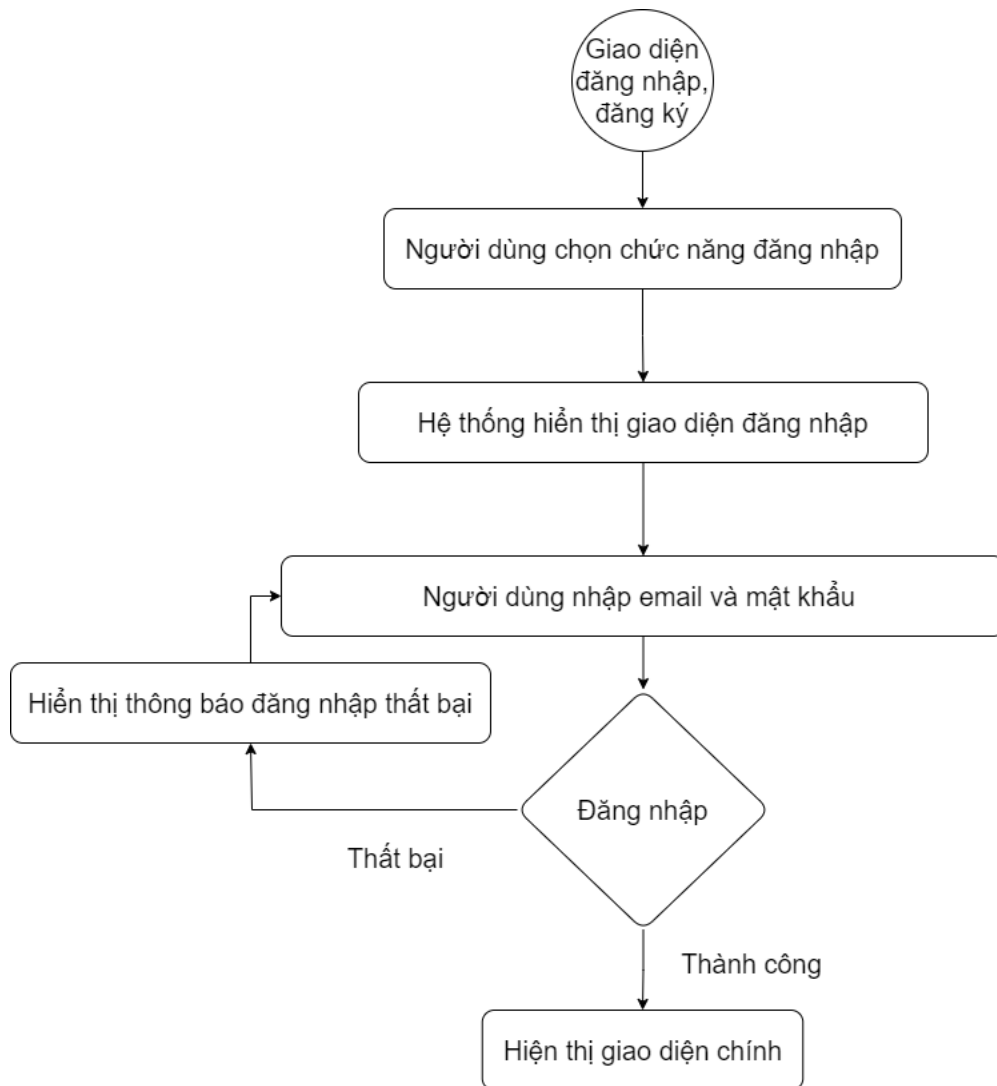 Giao diện
đăng nhập,
đăng ký
Người dùng chọn chức năng đăng nhập
Hệ thống hiển thị giao diện đăng nhập
Người dùng nhập email và mật khẩu
Hiển thị thông báo đăng nhập thất bại
Đăng nhập
Thất bại
Thành công
Hiện thị giao diện chính